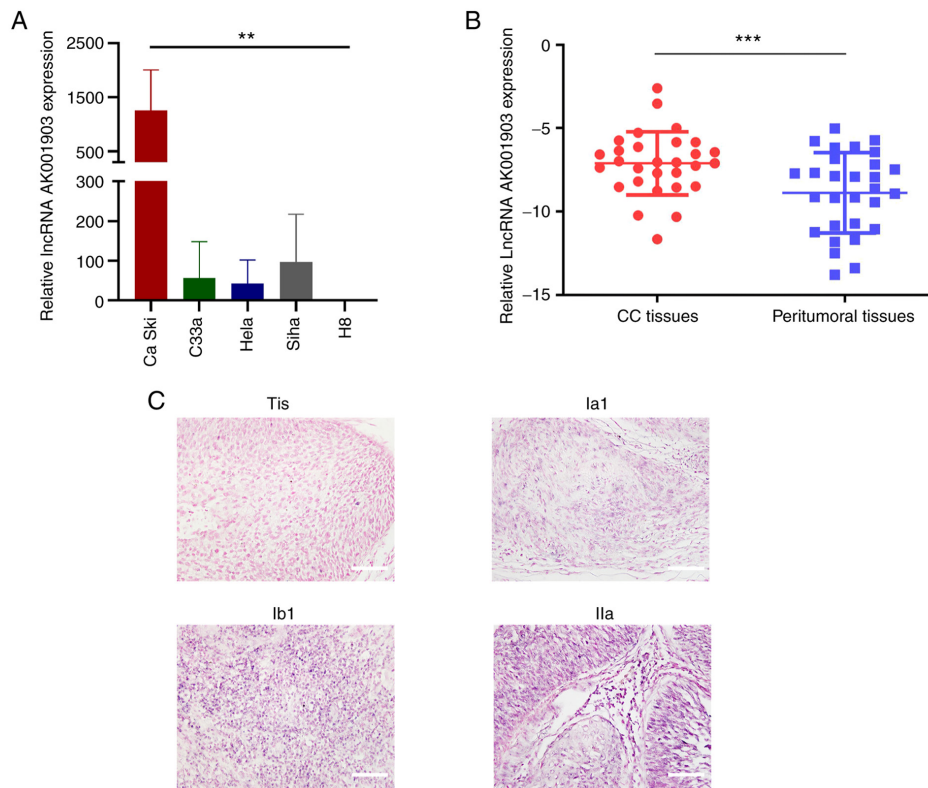 A
Relative lncRNA AK001903 expression
2500
1500
500
300
200
100
0
**
Ca Ski
C33a
Hela
Siha
H8
B
Relative LncRNA AK001903 expression
0
−5
−10
−15
***
CC tissues
Peritumoral tissues
C
Tis
Ia1
Ib1
IIa